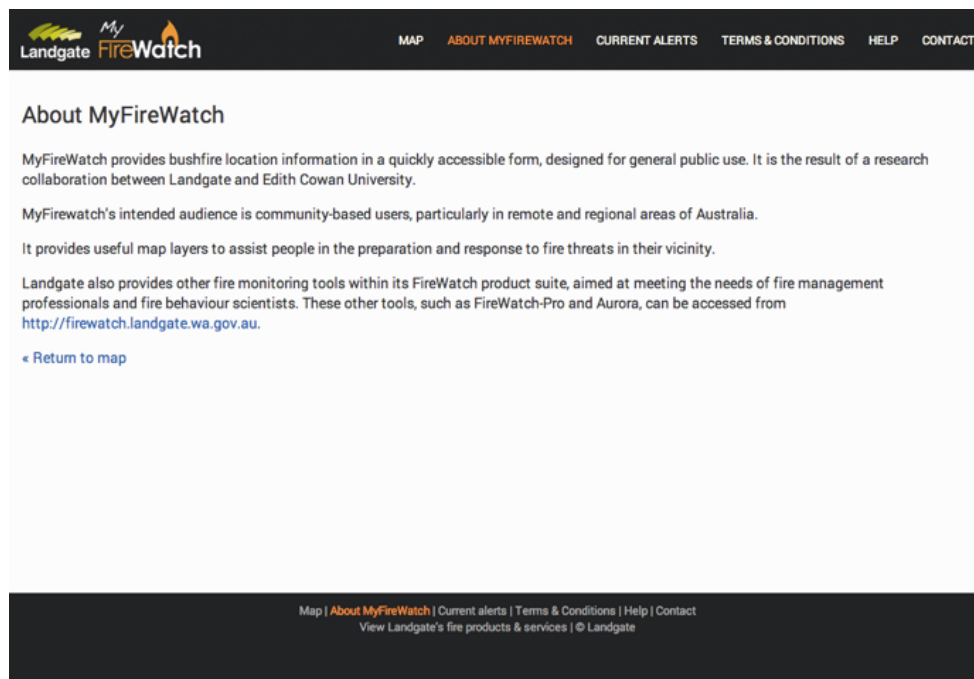 Landgate My FireWatch MAP ABOUT MYFIREWATCH CURRENT ALERTS TERMS & CONDITIONS HELP CONTACT
About MyFireWatch
MyFireWatch provides bushfire location information in a quickly accessible form, designed for general public use. It is the result of a research
collaboration between Landgate and Edith Cowan University.
MyFirewatch's intended audience is community-based users, particularly in remote and regional areas of Australia.
It provides useful map layers to assist people in the preparation and response to fire threats in their vicinity.
Landgate also provides other fire monitoring tools within its FireWatch product suite, aimed at meeting the needs of fire management
professionals and fire behaviour scientists. These other tools, such as FireWatch-Pro and Aurora, can be accessed from
http://firewatch.landgate.wa.gov.au.
« Return to map
Map | About MyFireWatch | Current alerts | Terms & Conditions | Help | Contact
View Landgate's fire products & services | © Landgate